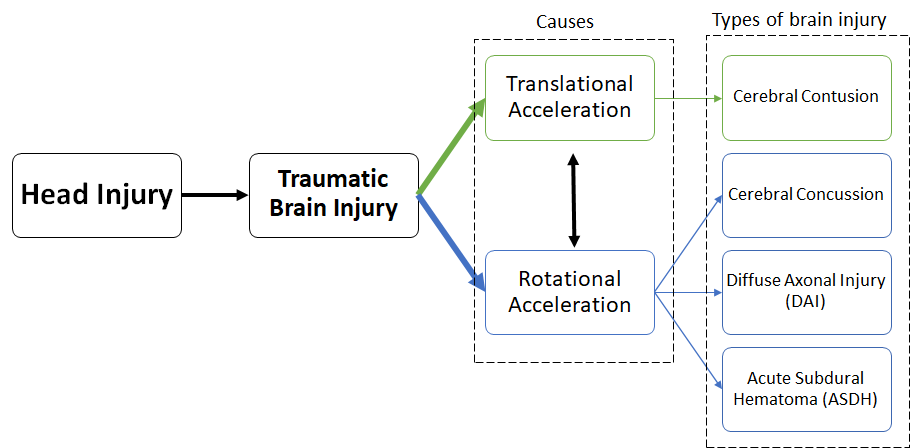 Causes
Types of brain injury
Translational
Acceleration
Cerebral Contusion
Head Injury
Traumatic
Brain Injury
Cerebral Concussion
Rotational
Acceleration
Diffuse Axonal Injury
(DAI)
Acute Subdural
Hematoma (ASDH)